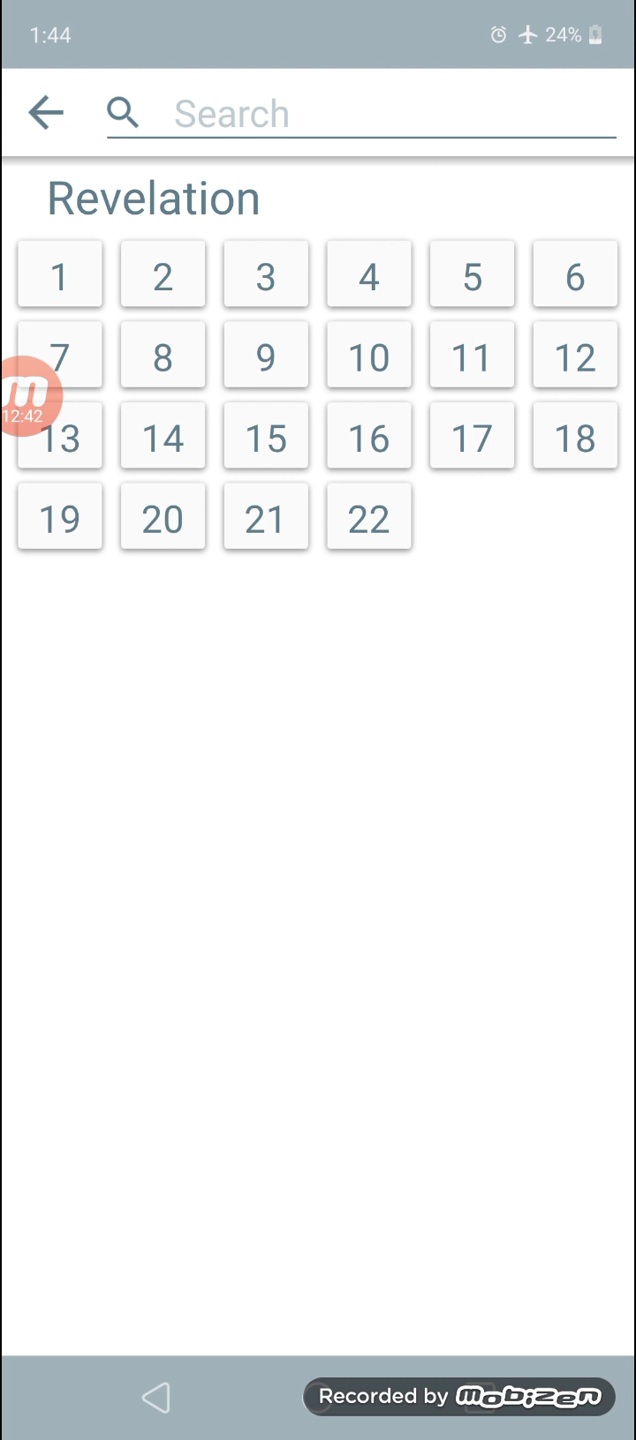 1:44 24%
Search
Revelation
1 2 3 4 5 6
7 8 9 10 11 12
m
12:42
13 14 15 16 17 18
19 20 21 22
Recorded by mobizen